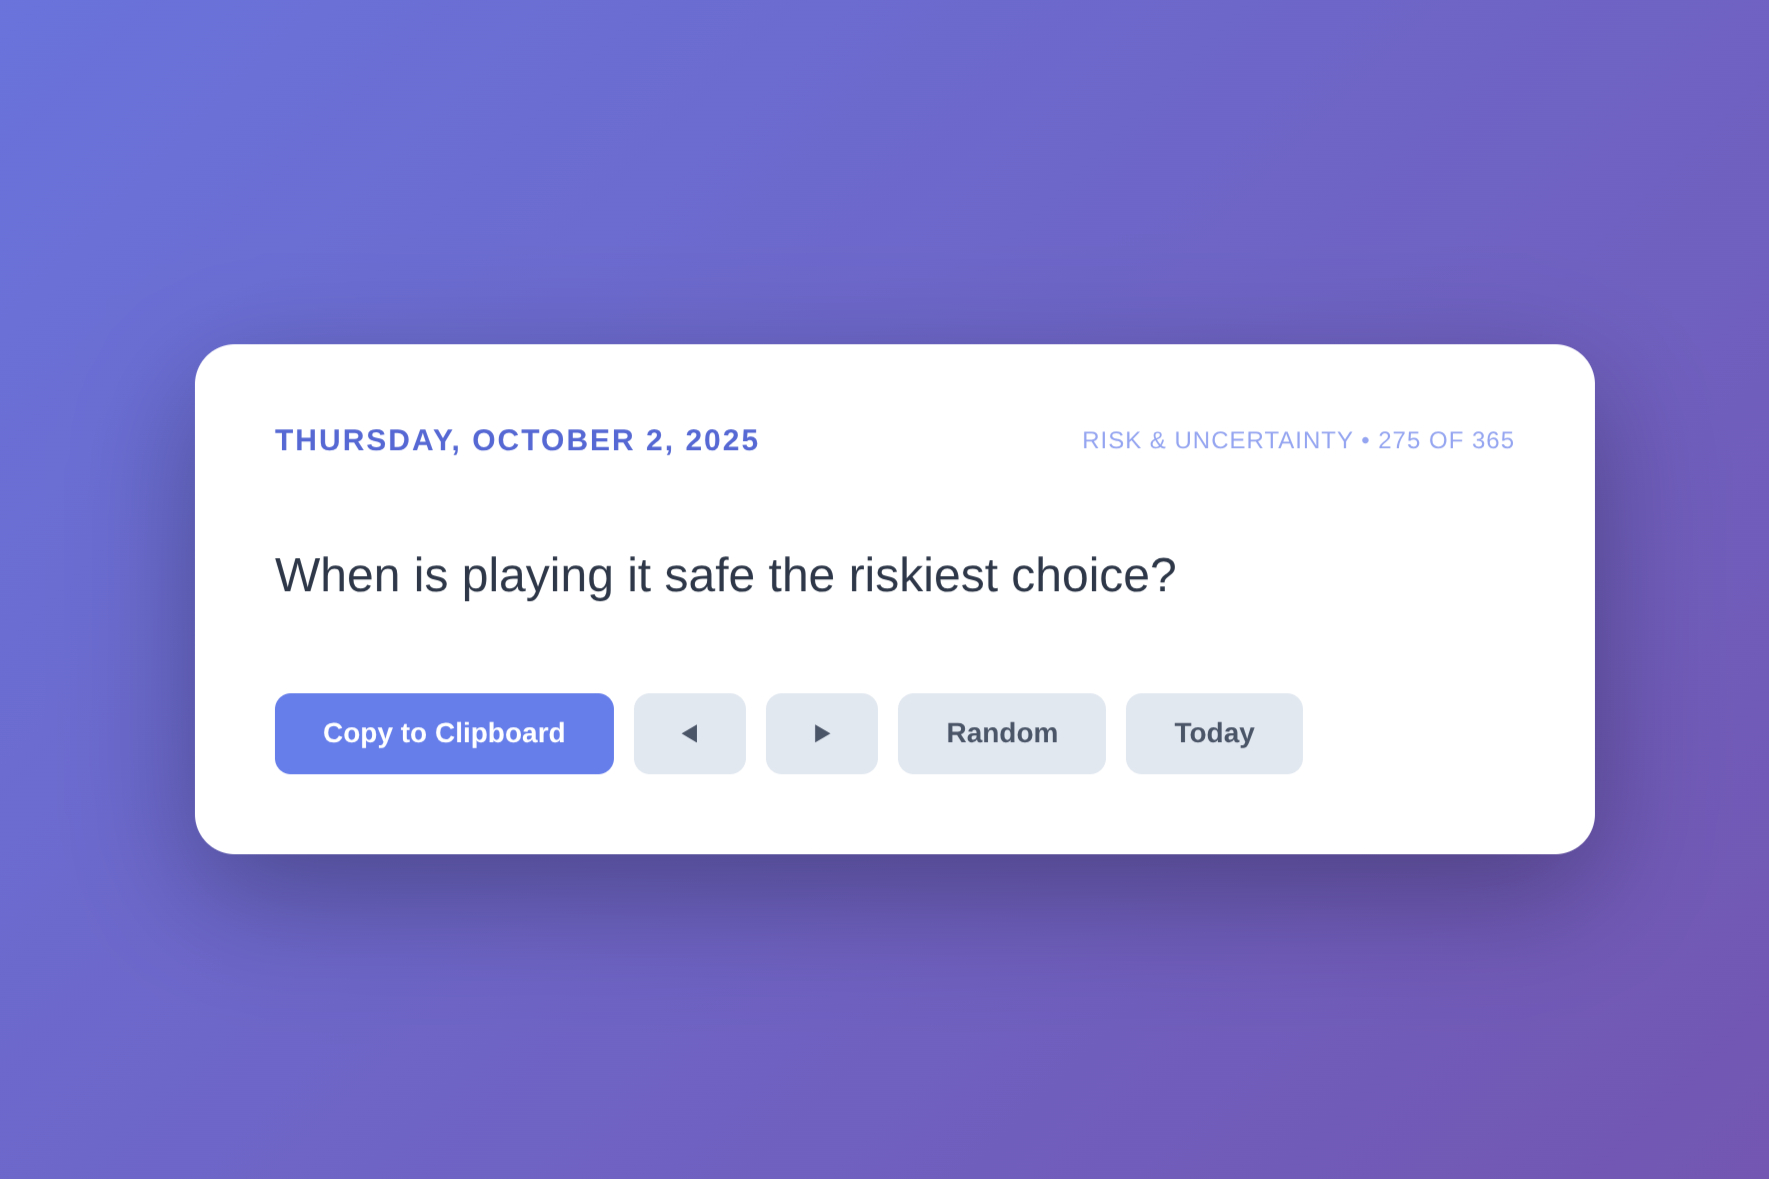 THURSDAY, OCTOBER 2, 2025
RISK & UNCERTAINTY • 275 OF 365
When is playing it safe the riskiest choice?
Copy to Clipboard
Random
Today